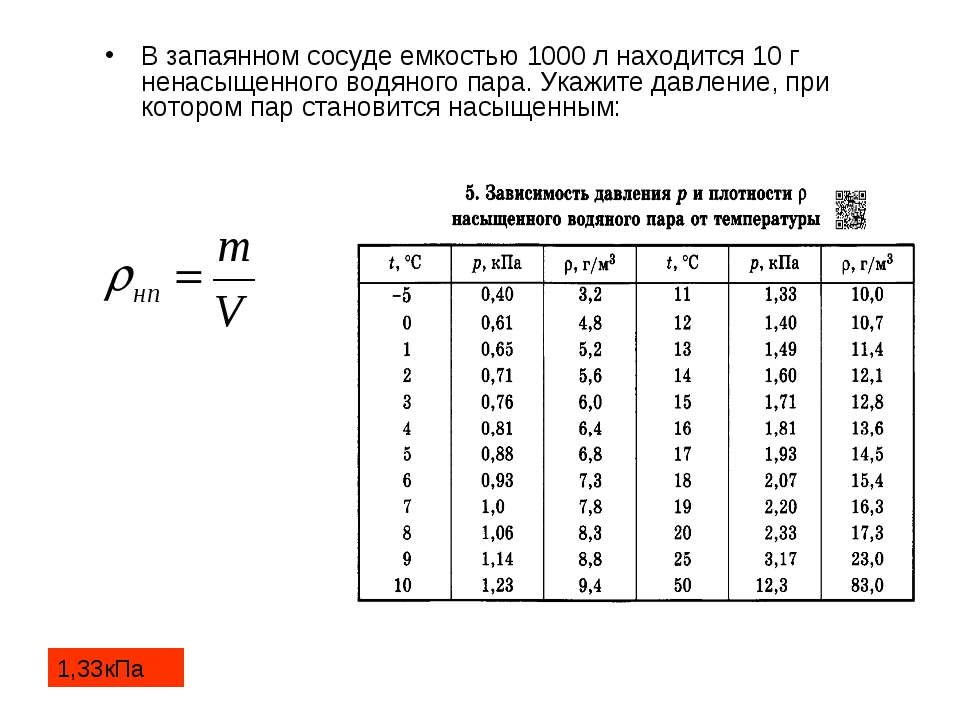 • В запаянном сосуде емкостью 1000 л находится 10 г
ненасыщенного водяного пара. Укажите давление, при
котором пар становится насыщенным:
ρнп = m/V
5. Зависимость давления p и плотности ρ
насыщенного водяного пара от температуры
t, °С p, кПа ρ, г/м³ t, °С p, кПа ρ, г/м³
–5 0,40 3,2 11 1,33 10,0
0 0,61 4,8 12 1,40 10,7
1 0,65 5,2 13 1,49 11,4
2 0,71 5,6 14 1,60 12,1
3 0,76 6,0 15 1,71 12,8
4 0,81 6,4 16 1,81 13,6
5 0,88 6,8 17 1,93 14,5
6 0,93 7,3 18 2,07 15,4
7 1,0 7,8 19 2,20 16,3
8 1,06 8,3 20 2,33 17,3
9 1,14 8,8 25 3,17 23,0
10 1,23 9,4 50 12,3 83,0
1,33кПа